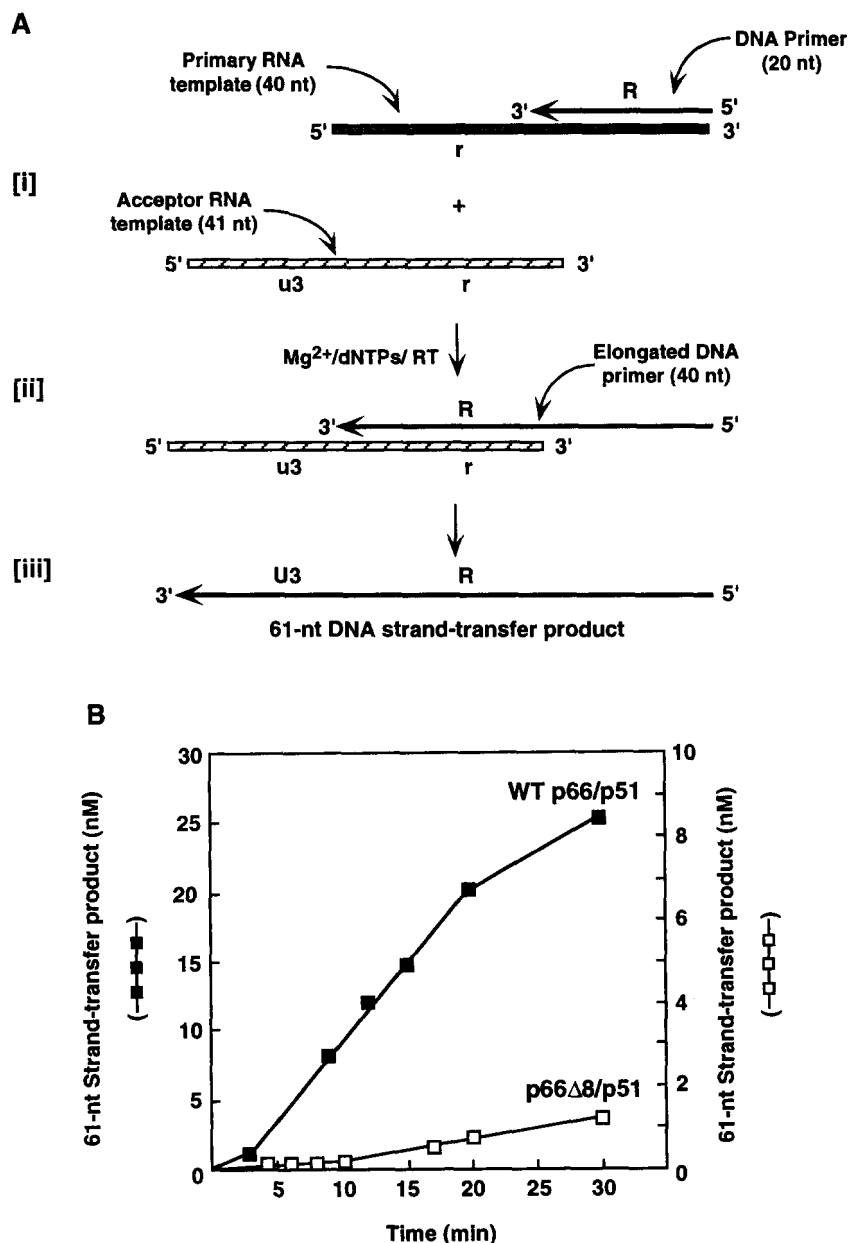 A
Primary RNA
template (40 nt)
DNA Primer
(20 nt)
R
3'
5'
5'
3'
r
[i]
+
Acceptor RNA
template (41 nt)
5'
3'
u3
r
Mg2+/dNTPs/ RT
Elongated DNA
primer (40 nt)
[ii]
R
3'
5'
5'
3'
u3
r
[iii]
U3
R
3'
5'
61-nt DNA strand-transfer product
B
61-nt Strand-transfer product (nM)
( )
30
25
20
15
10
5
0
WT p66/p51
p66Δ8/p51
10
8
6
4
2
0
61-nt Strand-transfer product (nM)
( )
5
10
15
20
25
30
Time (min)